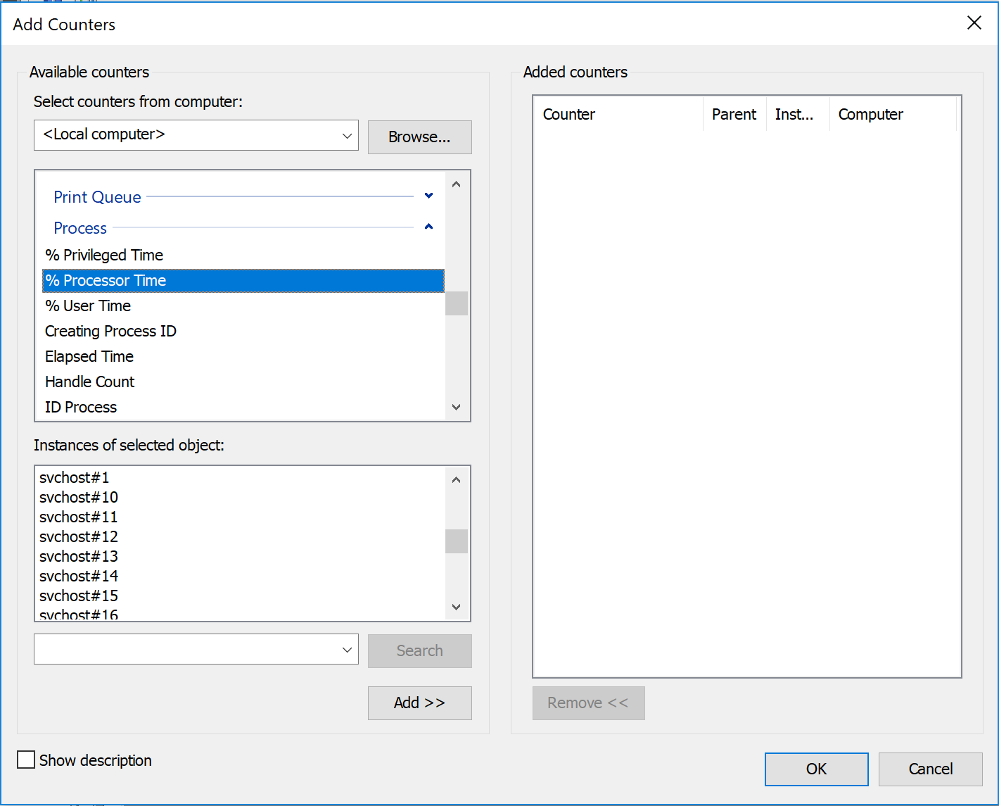 Add Counters
Available counters
Select counters from computer:
<Local computer>
Browse...
Print Queue
Process
% Privileged Time
% Processor Time
% User Time
Creating Process ID
Elapsed Time
Handle Count
ID Process
Instances of selected object:
svchost#1
svchost#10
svchost#11
svchost#12
svchost#13
svchost#14
svchost#15
svchost#16
Search
Add >>
Show description
Added counters
Counter Parent Inst... Computer
Remove <<
OK
Cancel